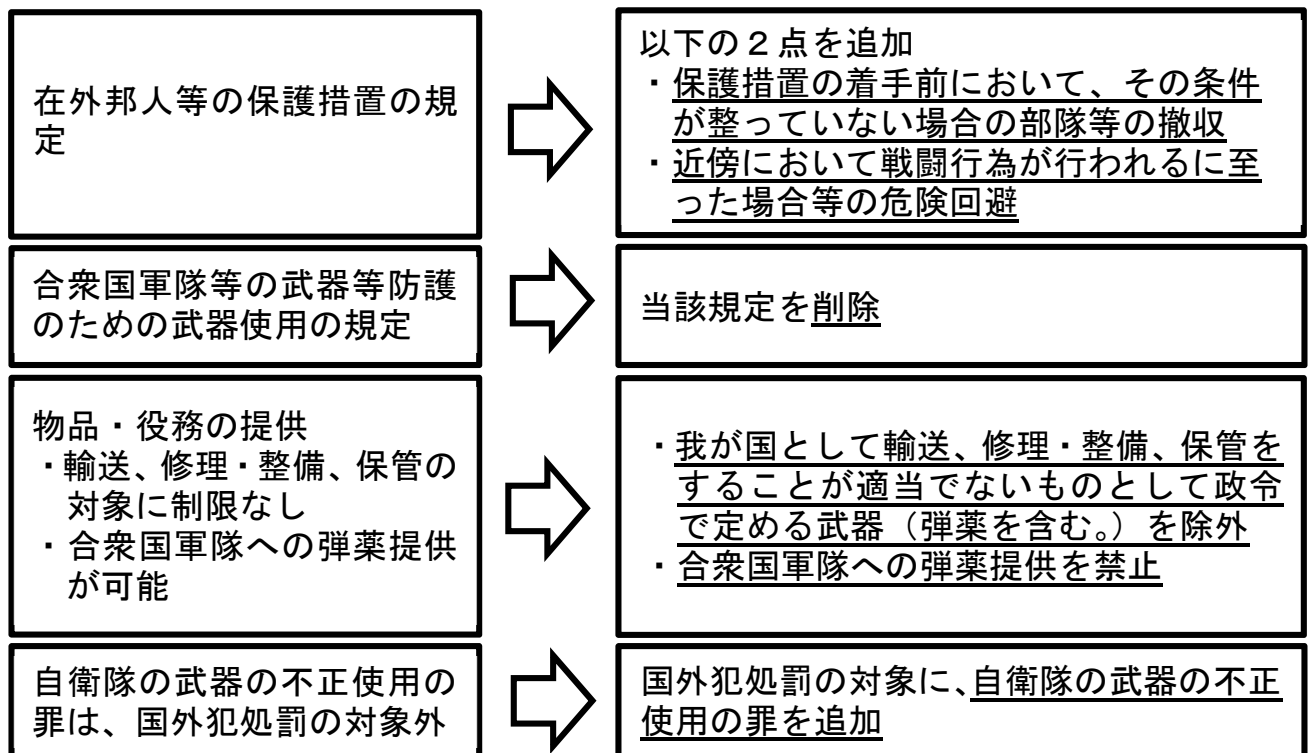 在外邦人等の保護措置の規
定
以下の２点を追加
・保護措置の着手前において、その条件
が整っていない場合の部隊等の撤収
・近傍において戦闘行為が行われるに至
った場合等の危険回避
合衆国軍隊等の武器等防護
のための武器使用の規定
当該規定を削除
物品・役務の提供
・輸送、修理・整備、保管の
対象に制限なし
・合衆国軍隊への弾薬提供
が可能
・我が国として輸送、修理・整備、保管を
することが適当でないものとして政令
で定める武器（弾薬を含む。）を除外
・合衆国軍隊への弾薬提供を禁止
自衛隊の武器の不正使用の
罪は、国外犯処罰の対象外
国外犯処罰の対象に、自衛隊の武器の不正
使用の罪を追加